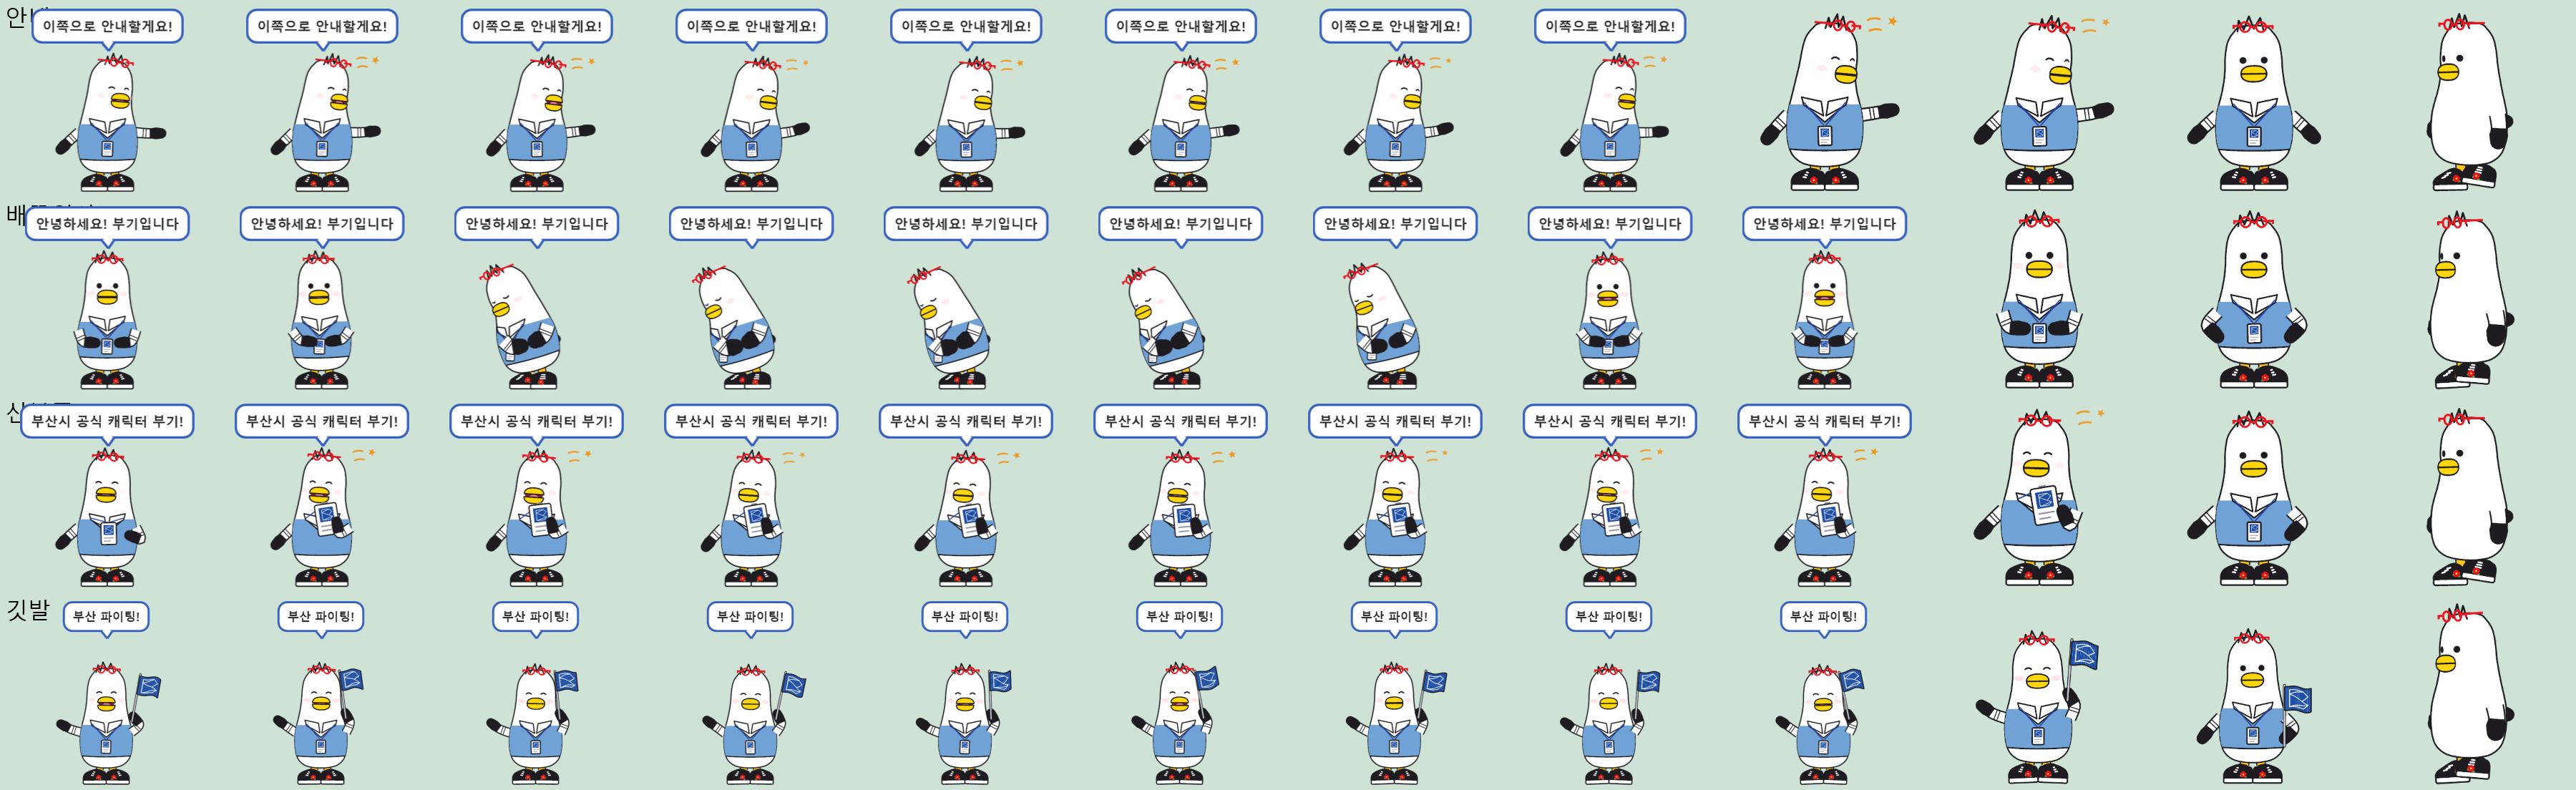 이쪽으로 안내할게요! 이쪽으로 안내할게요! 이쪽으로 안내할게요! 이쪽으로 안내할게요! 이쪽으로 안내할게요! 이쪽으로 안내할게요! 이쪽으로 안내할게요! 이쪽으로 안내할게요!
안녕하세요! 부기입니다 안녕하세요! 부기입니다 안녕하세요! 부기입니다 안녕하세요! 부기입니다 안녕하세요! 부기입니다 안녕하세요! 부기입니다 안녕하세요! 부기입니다 안녕하세요! 부기입니다 안녕하세요! 부기입니다
부산시 공식 캐릭터 부기! 부산시 공식 캐릭터 부기! 부산시 공식 캐릭터 부기! 부산시 공식 캐릭터 부기! 부산시 공식 캐릭터 부기! 부산시 공식 캐릭터 부기! 부산시 공식 캐릭터 부기! 부산시 공식 캐릭터 부기! 부산시 공식 캐릭터 부기!
깃발 부산 파이팅! 부산 파이팅! 부산 파이팅! 부산 파이팅! 부산 파이팅! 부산 파이팅! 부산 파이팅! 부산 파이팅! 부산 파이팅!